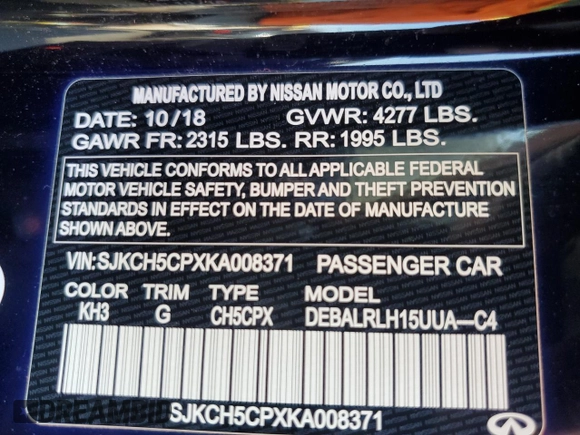 MANUFACTURED BY NISSAN MOTOR CO., LTD
DATE: 10/18 GVWR: 4277 LBS.
GAWR FR: 2315 LBS. RR: 1995 LBS.
THIS VEHICLE CONFORMS TO ALL APPLICABLE FEDERAL
MOTOR VEHICLE SAFETY, BUMPER AND THEFT PREVENTION
STANDARDS IN EFFECT ON THE DATE OF MANUFACTURE
SHOWN ABOVE.
VIN:SJKCH5CPXKA008371 PASSENGER CAR
COLOR TRIM TYPE MODEL
KH3 G CH5CPX DEBALRLH15UUA-C4
SJKCH5CPXKA008371
DREAMBID